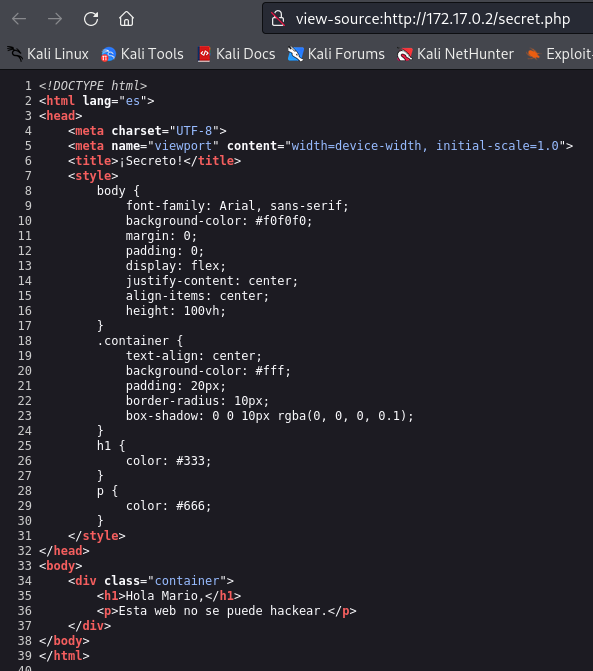 view-source:http://172.17.0.2/secret.php
Kali Linux Kali Tools Kali Docs Kali Forums Kali NetHunter Exploit-
1 <!DOCTYPE html>
2 <html lang="es">
3 <head>
4 <meta charset="UTF-8">
5 <meta name="viewport" content="width=device-width, initial-scale=1.0">
6 <title>¡Secreto!</title>
7 <style>
8 body {
9 font-family: Arial, sans-serif;
10 background-color: #f0f0f0;
11 margin: 0;
12 padding: 0;
13 display: flex;
14 justify-content: center;
15 align-items: center;
16 height: 100vh;
17 }
18 .container {
19 text-align: center;
20 background-color: #fff;
21 padding: 20px;
22 border-radius: 10px;
23 box-shadow: 0 0 10px rgba(0, 0, 0, 0.1);
24 }
25 h1 {
26 color: #333;
27 }
28 p {
29 color: #666;
30 }
31 </style>
32 </head>
33 <body>
34 <div class="container">
35 <h1>Hola Mario,</h1>
36 <p>Esta web no se puede hackear.</p>
37 </div>
38 </body>
39 </html>
40